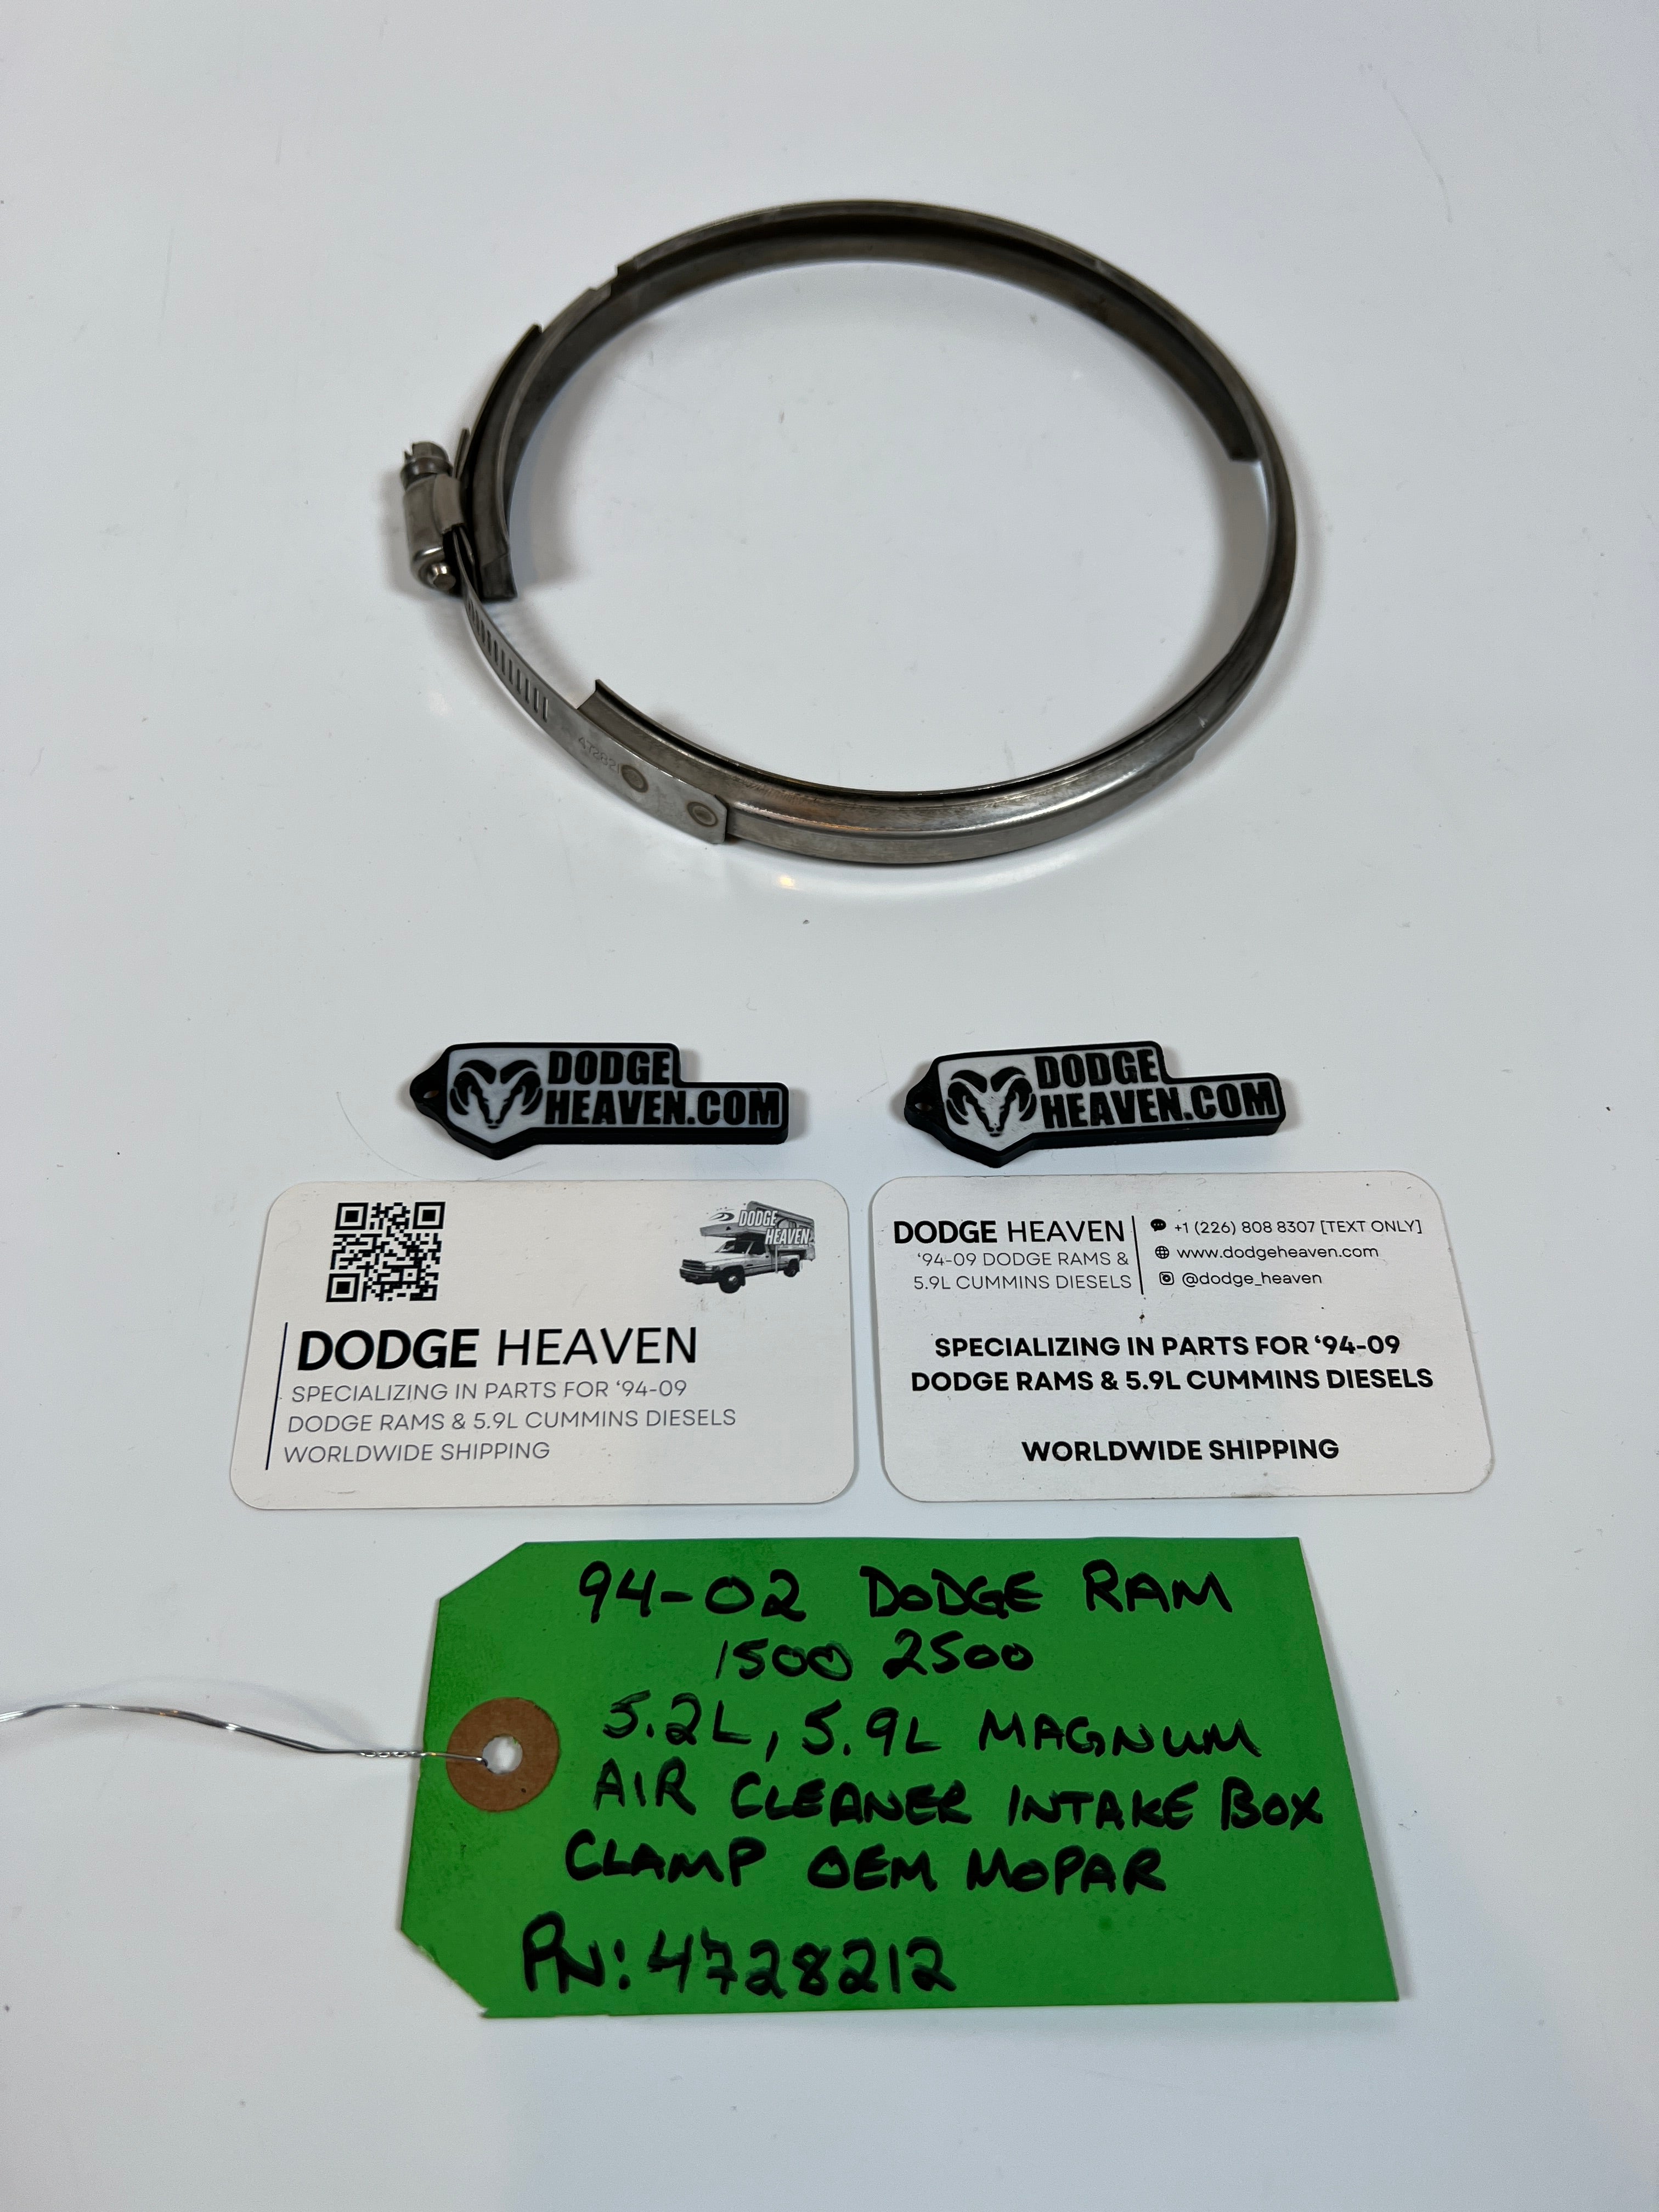 DODGE
HEAVEN.COM
DODGE
HEAVEN.COM
DODGE
HEAVEN
DODGE HEAVEN
SPECIALIZING IN PARTS FOR ‘94-09
DODGE RAMS & 5.9L CUMMINS DIESELS
WORLDWIDE SHIPPING
DODGE HEAVEN
‘94-09 DODGE RAMS &
5.9L CUMMINS DIESELS
+1 (226) 808 8307 [TEXT ONLY]
www.dodgeheaven.com
@dodge_heaven
SPECIALIZING IN PARTS FOR ‘94-09
DODGE RAMS & 5.9L CUMMINS DIESELS
WORLDWIDE SHIPPING
94-02 DODGE RAM
1500 2500
5.2L, 5.9L MAGNUM
AIR CLEANER INTAKE BOX
CLAMP OEM MOPAR
PN: 4728212